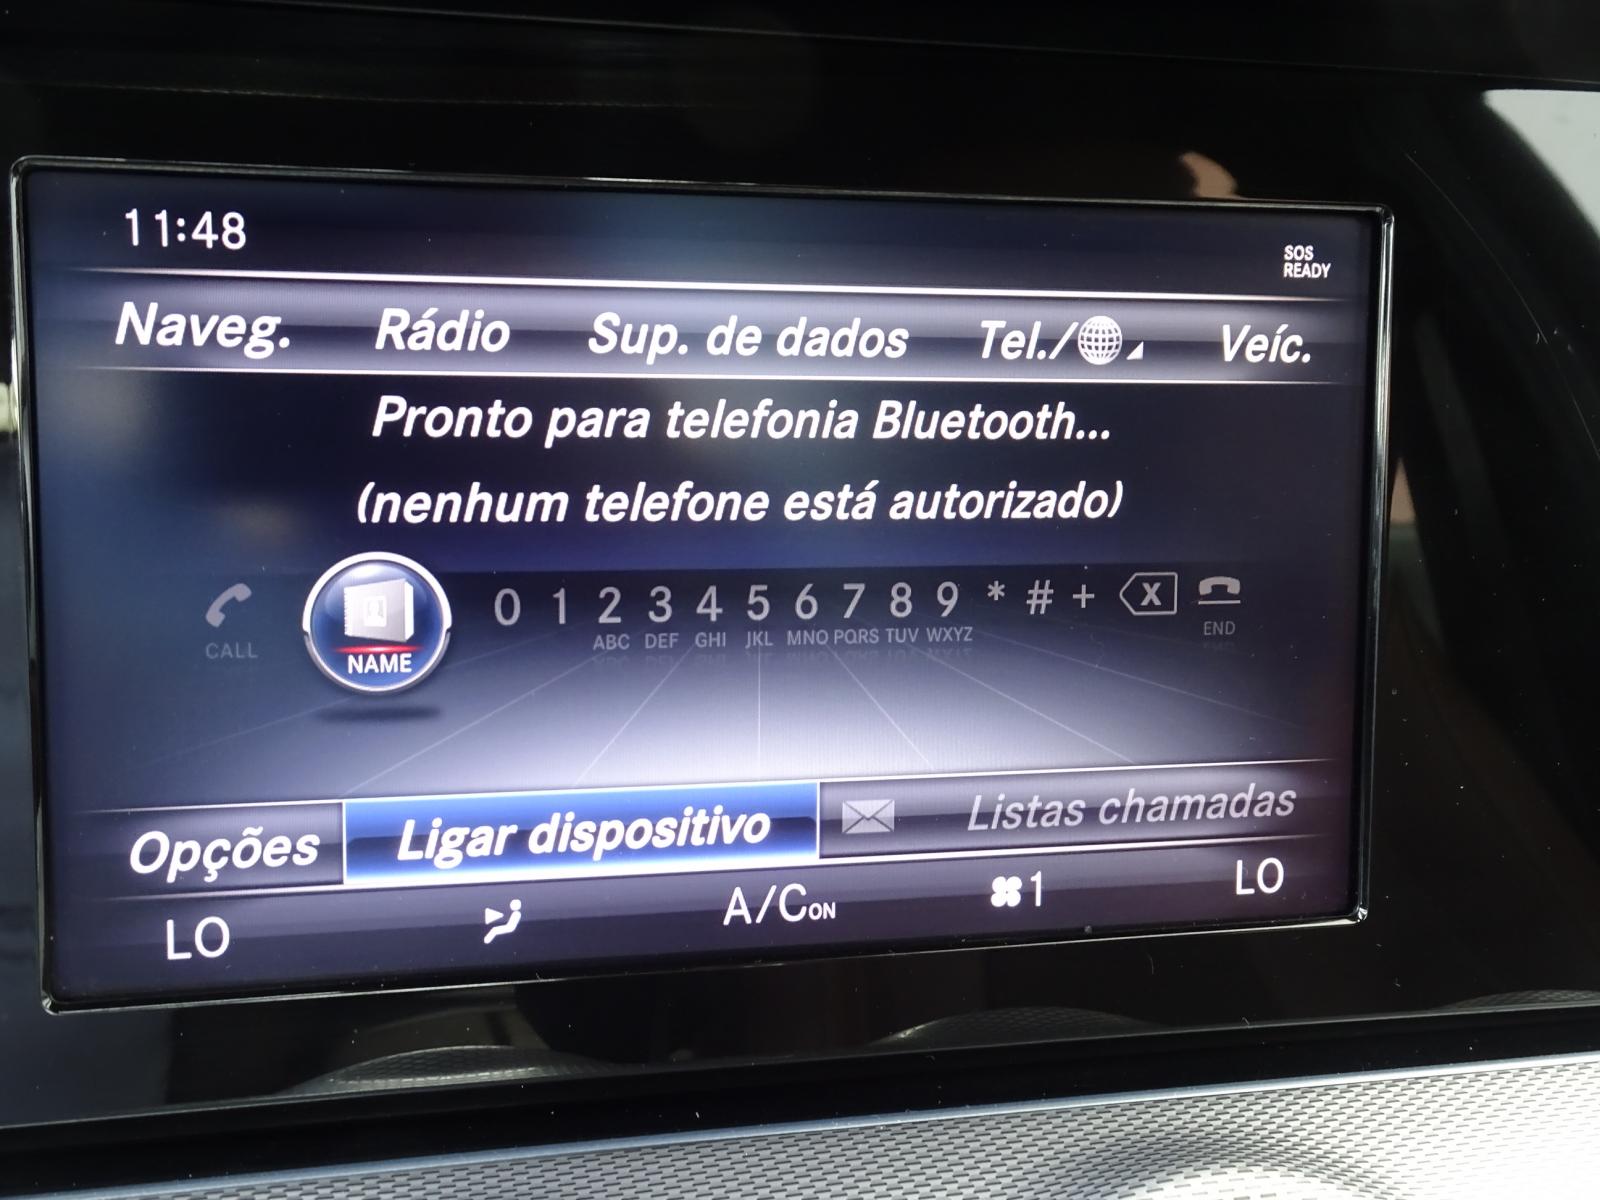 11:48
SOS
READY
Naveg. Rádio Sup. de dados Tel./ Veíc.
Pronto para telefonia Bluetooth...
(nenhum telefone está autorizado)
CALL NAME 0 1 2 3 4 5 6 7 8 9 * # + X END
ABC DEF GHI JKL MNO PQRS TUV WXYZ
Opções Ligar dispositivo Listas chamadas
LO A/C ON 1 LO